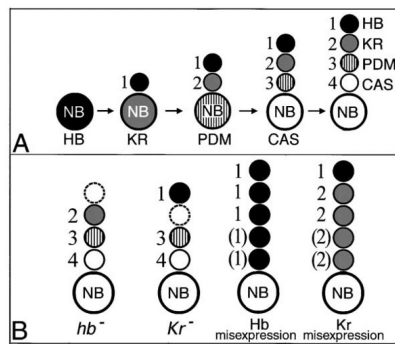 1 HB
2 KR
3 PDM
4 CAS
1
2
3
1
2
1
NB NB NB NB NB
HB KR PDM CAS
A
1 1 1
2 1 1 2
3 3 1 2
4 4 (1) (2)
(1) (2)
NB NB NB NB
B hb- Kr- Hb misexpression Kr misexpression